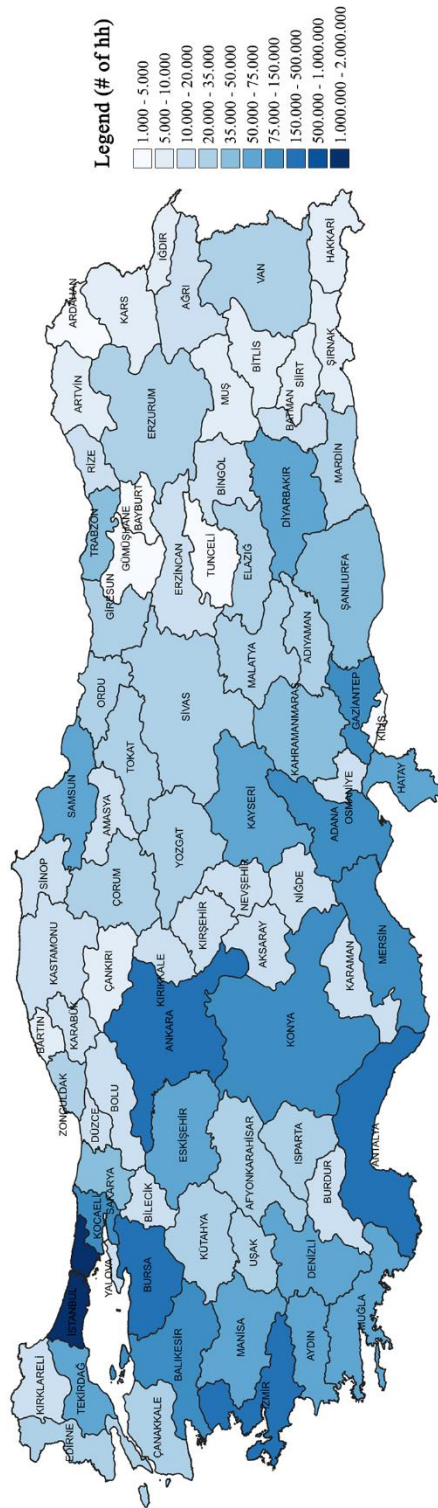 Legend (# of hh)
1.000 - 5.000
5.000 - 10.000
10.000 - 20.000
20.000 - 35.000
35.000 - 50.000
50.000 - 75.000
75.000 - 150.000
150.000 - 500.000
500.000 - 1.000.000
1.000.000 - 2.000.000
KIRKLARELİ
EDİRNE
TEKİRDAĞ
İSTANBUL
ÇANAKKALE
BALIKESİR
BURSA
YALOVA
KOCAELİ
SAKARYA
BİLECİK
DÜZCE
BOLU
ZONGULDAK
BARTIN
KARABÜK
KASTAMONU
ÇANKIRI
SİNOP
SAMSUN
ÇORUM
AMASYA
TOKAT
ORDU
GİRESUN
TRABZON
GÜMÜŞHANE
BAYBURT
RİZE
ARTVİN
ARDAHAN
KARS
IĞDIR
AĞRI
ERZURUM
ERZİNCAN
SİVAS
YOZGAT
KIRIKKALE
ANKARA
ESKİŞEHİR
KÜTAHYA
MANİSA
İZMİR
UŞAK
AFYONKARAHİSAR
KIRŞEHİR
NEVŞEHİR
KAYSERİ
MALATYA
ELAZIĞ
TUNCELİ
BİNGÖL
MUŞ
BİTLİS
VAN
HAKKARİ
ŞIRNAK
SİİRT
BATMAN
MARDİN
DİYARBAKIR
ŞANLIURFA
ADIYAMAN
KAHRAMANMARAŞ
GAZİANTEP
KİLİS
HATAY
OSMANİYE
ADANA
MERSİN
NİĞDE
AKSARAY
KONYA
KARAMAN
ANTALYA
ISPARTA
BURDUR
DENİZLİ
AYDIN
MUĞLA